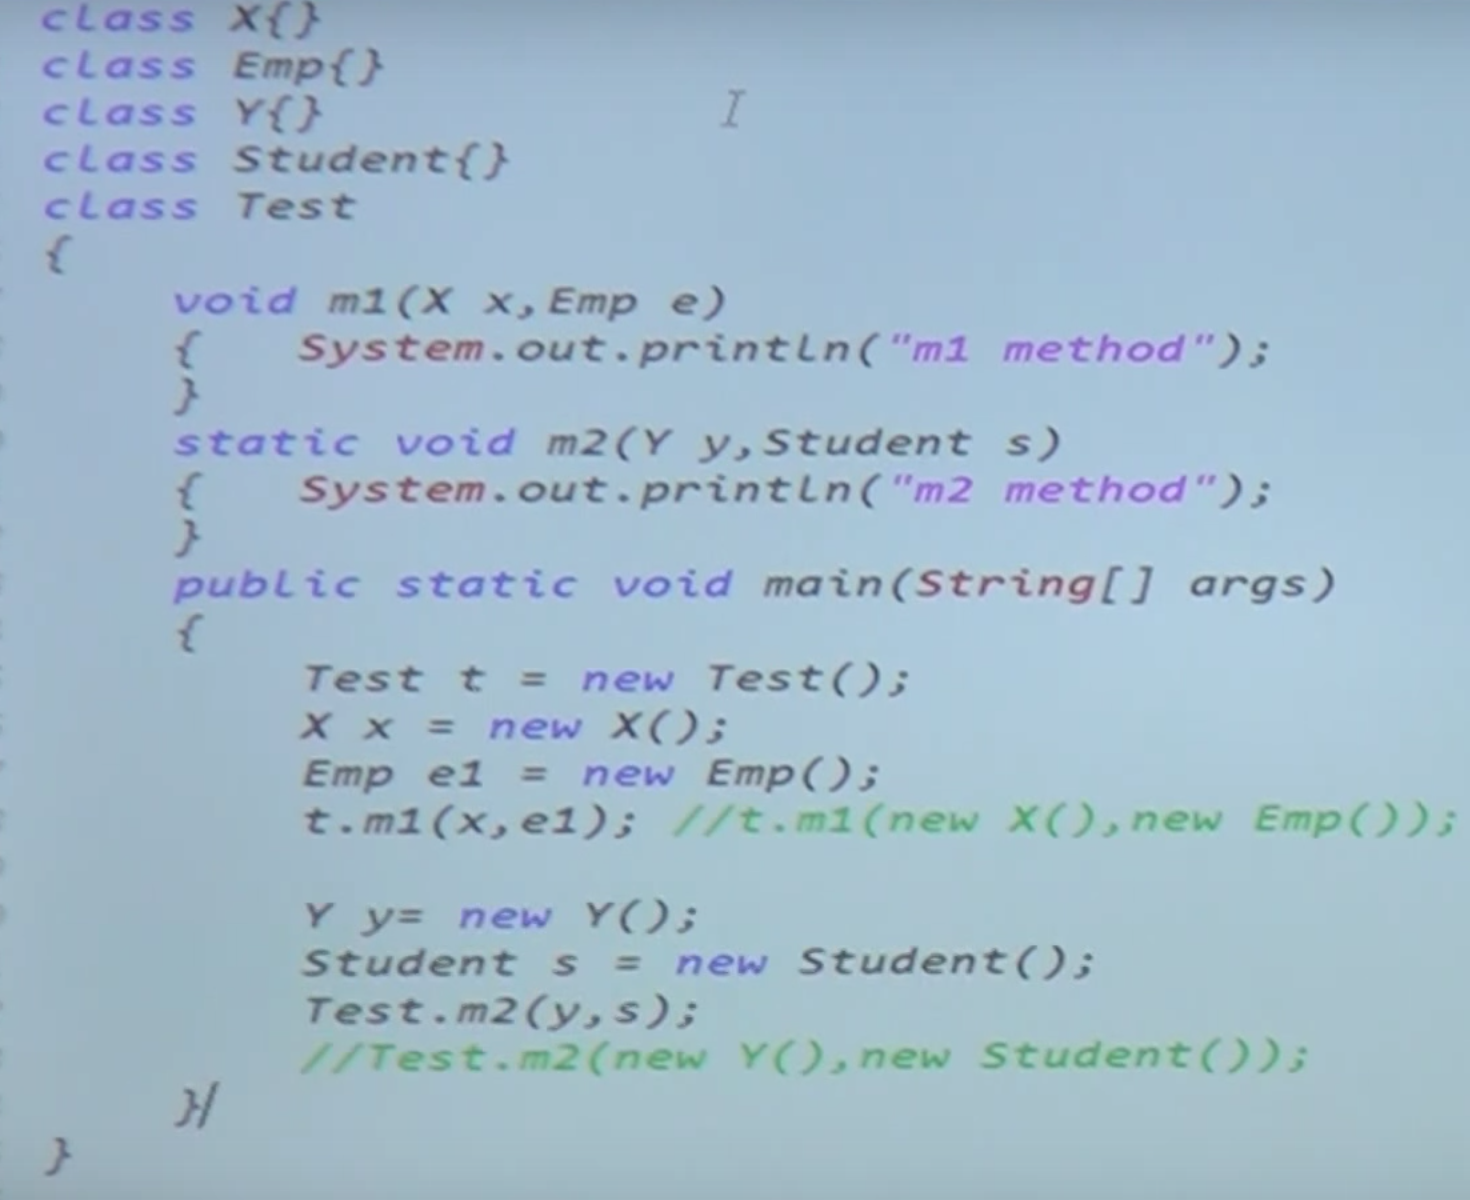 class X{}
class Emp{}
class Y{}
class Student{}
class Test
{
void m1(X x,Emp e)
{ System.out.println("m1 method");
}
static void m2(Y y,Student s)
{ System.out.println("m2 method");
}
public static void main(String[] args)
{
Test t = new Test();
X x = new X();
Emp e1 = new Emp();
t.m1(x,e1); //t.m1(new X(),new Emp());
Y y= new Y();
Student s = new Student();
Test.m2(y,s);
//Test.m2(new Y(),new Student());
}
}